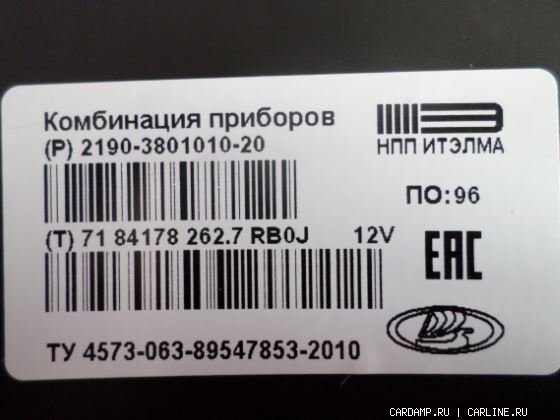 Комбинация приборов
(P) 2190-3801010-20
НПП ИТЭЛМА
ПО:96
(T) 71 84178 262.7 RB0J 12V
EAC
ТУ 4573-063-89547853-2010
CARDAMP.RU | CARLINE.RU